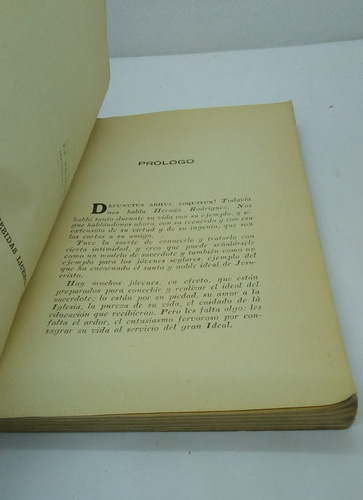 PRÓLOGO
DEFUNCTUS ADHUC LOQUITUR! Todavía
nos habla Hernán Rodríguez. Nos
habló tanto durante su vida con su ejemplo, y si-
gue hablándonos ahora, con su recuerdo y con esa
extensión de su virtud y de su ingenio, que son
las cartas a su amigo.
Tuve la suerte de conocerlo y tratarlo con
cierta intimidad, y creo que puede señalársele
como un modelo de sacerdote y también como un
ejemplo para los jóvenes seglares, ejemplo del
que ha encarnado el santo y noble ideal de Jesu-
cristo.
Hay muchos jóvenes, en efecto, que están
preparados para concebir y realizar el ideal del
sacerdote; lo están por su piedad, su amor a la
Iglesia, la pureza de su vida, el cuidado de la
educación que recibieron. Pero les falta algo: les
falta el ardor, el entusiasmo fervoroso por con-
sagrar su vida al servicio del gran Ideal.